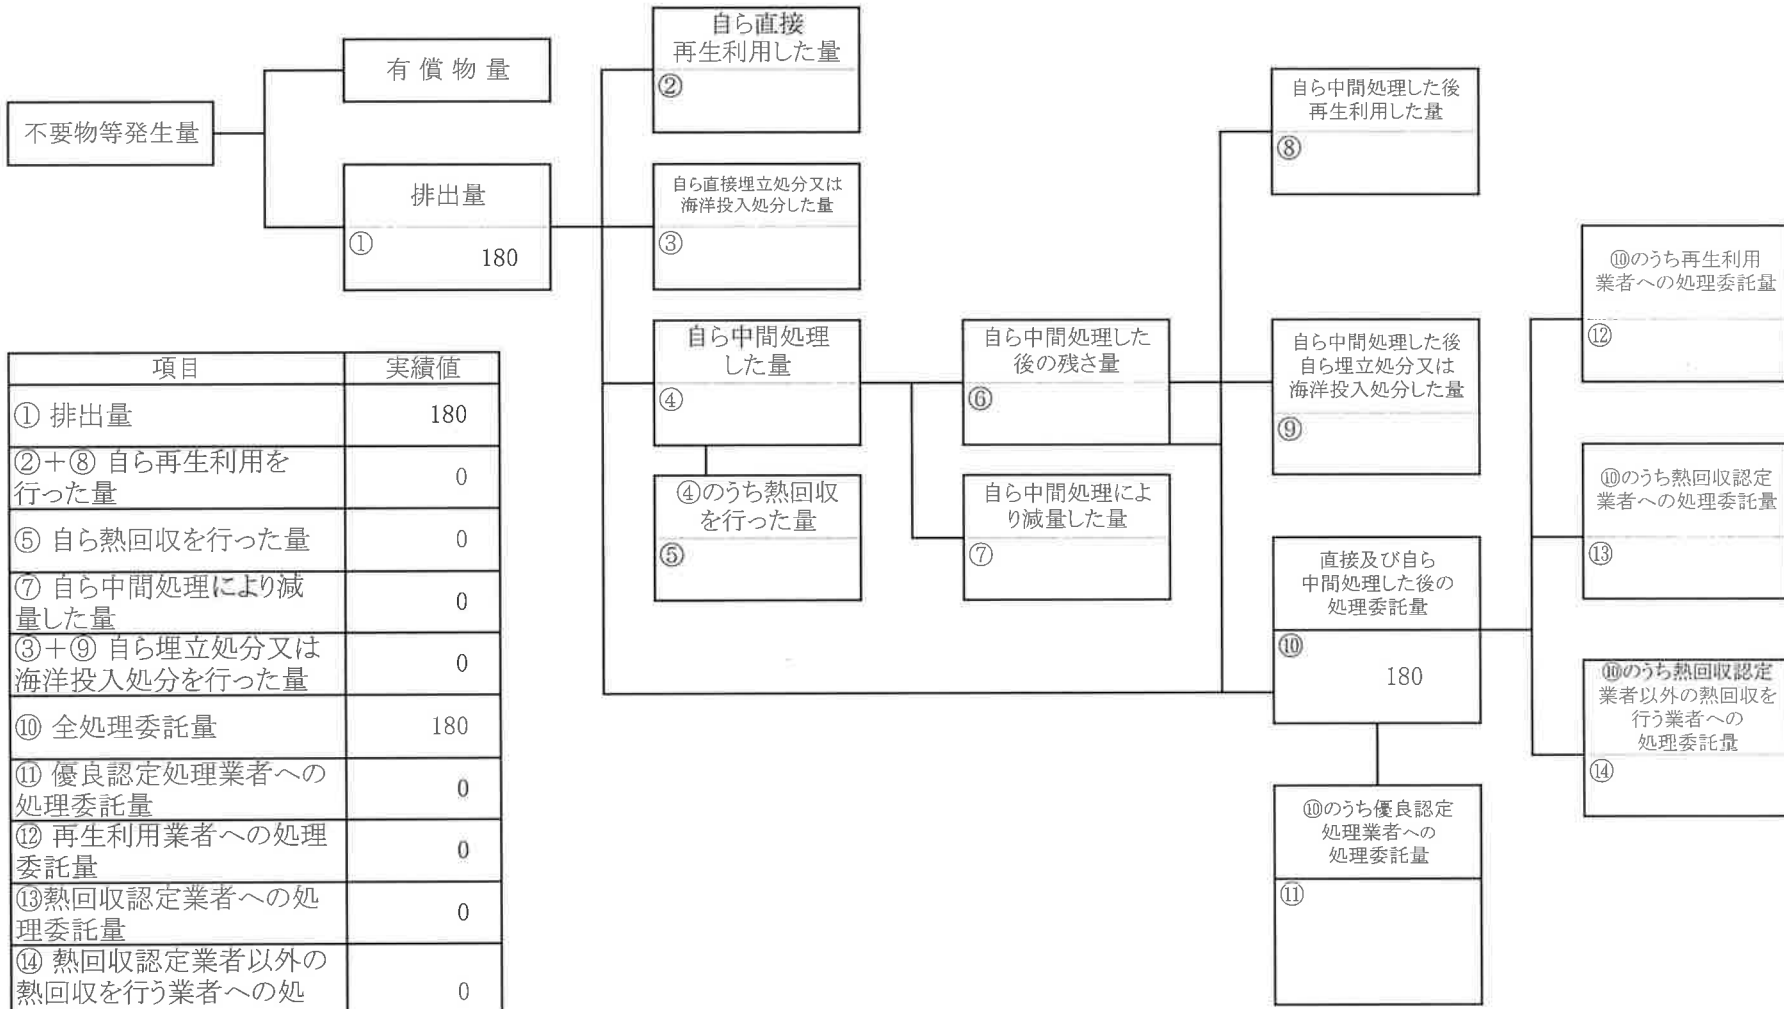 不要物等発生量
有償物量
排出量
①
180
自ら直接
再生利用した量
②
自ら直接埋立処分又は
海洋投入処分した量
③
自ら中間処理
した量
④
④のうち熱回収
を行った量
⑤
自ら中間処理した
後の残さ量
⑥
自ら中間処理によ
り減量した量
⑦
自ら中間処理した後
再生利用した量
⑧
自ら中間処理した後
自ら埋立処分又は
海洋投入処分した量
⑨
直接及び自ら
中間処理した後の
処理委託量
⑩
180
⑩のうち優良認定
処理業者への
処理委託量
⑪
⑩のうち再生利用
業者への処理委託量
⑫
⑩のうち熱回収認定
業者への処理委託量
⑬
⑩のうち熱回収認定
業者以外の熱回収を
行う業者への
処理委託量
⑭
項目 実績値
① 排出量 180
②+⑧ 自ら再生利用を
行った量 0
⑤ 自ら熱回収を行った量 0
⑦ 自ら中間処理により減
量した量 0
③+⑨ 自ら埋立処分又は
海洋投入処分を行った量 0
⑩ 全処理委託量 180
⑪ 優良認定処理業者への
処理委託量 0
⑫ 再生利用業者への処理
委託量 0
⑬熱回収認定業者への処
理委託量 0
⑭ 熱回収認定業者以外の
熱回収を行う業者への処 0